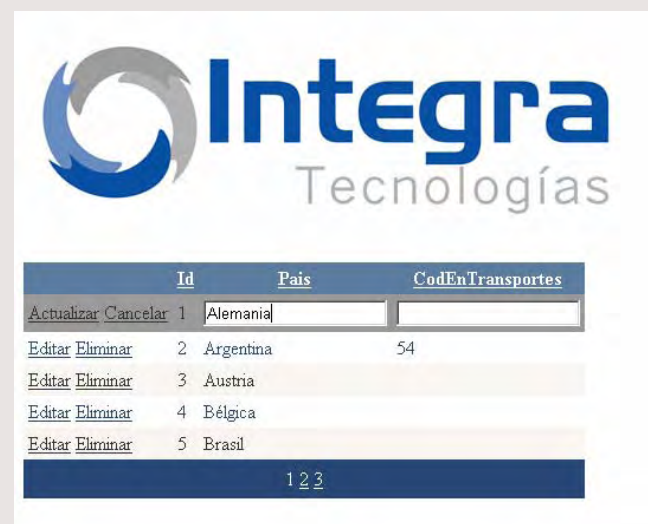 Integra
Tecnologías
Id Pais CodEnTransportes
Actualizar Cancelar 1 Alemania
Editar Eliminar 2 Argentina 54
Editar Eliminar 3 Austria
Editar Eliminar 4 Bélgica
Editar Eliminar 5 Brasil
1 2 3